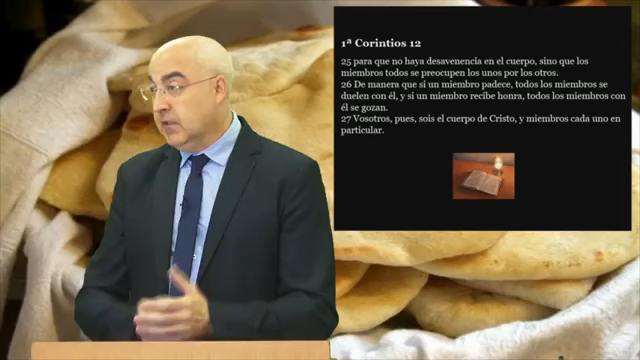 1ª Corintios 12
25 para que no haya desavenencia en el cuerpo, sino que los
miembros todos se preocupen los unos por los otros.
26 De manera que si un miembro padece, todos los miembros se
duelen con él, y si un miembro recibe honra, todos los miembros con
él se gozan.
27 Vosotros, pues, sois el cuerpo de Cristo, y miembros cada uno en
particular.